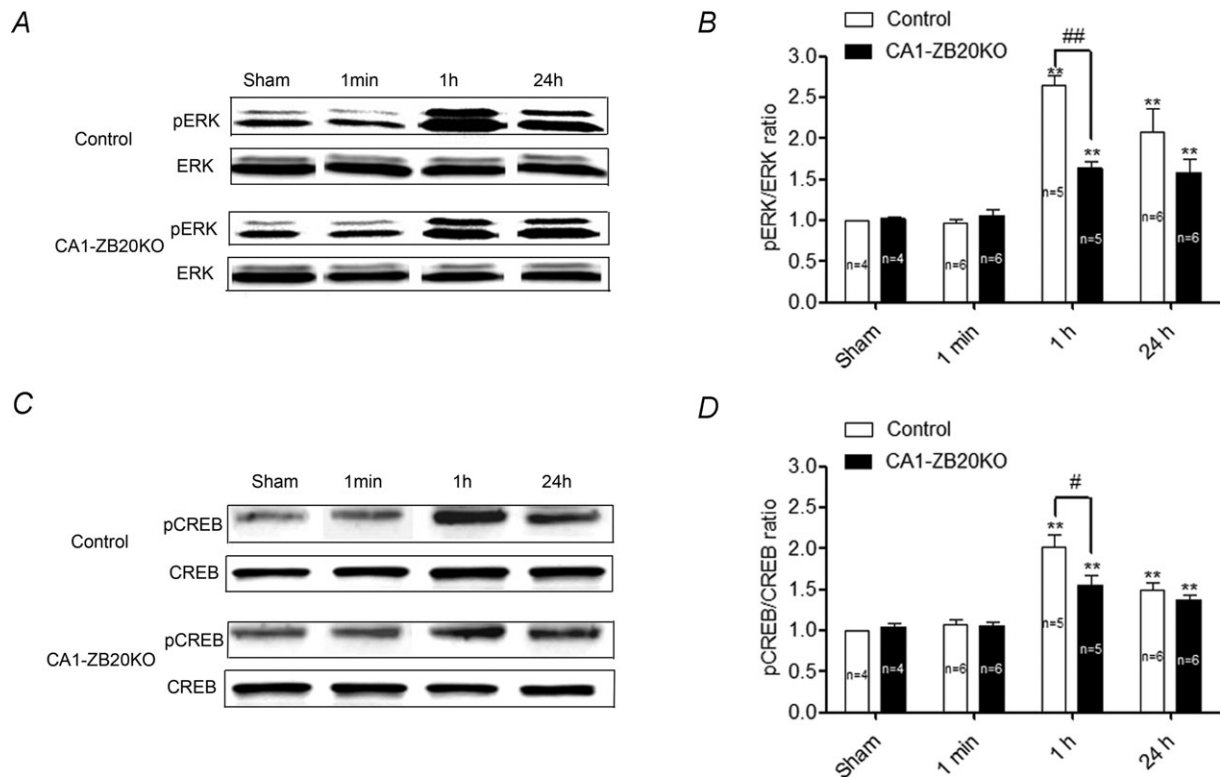 A
Sham 1min 1h 24h
Control
pERK
ERK
CA1-ZB20KO
pERK
ERK
B
Control
CA1-ZB20KO
pERK/ERK ratio
3.0
2.5
2.0
1.5
1.0
0.5
0.0
##
** ** ** **
n=4 n=4 n=6 n=6 n=5 n=5 n=6 n=6
Sham 1 min 1 h 24 h
C
Sham 1min 1h 24h
Control
pCREB
CREB
CA1-ZB20KO
pCREB
CREB
D
Control
CA1-ZB20KO
pCREB/CREB ratio
3.0
2.5
2.0
1.5
1.0
0.5
0.0
#
** ** ** **
n=4 n=4 n=6 n=6 n=5 n=5 n=6 n=6
Sham 1 min 1 h 24 h